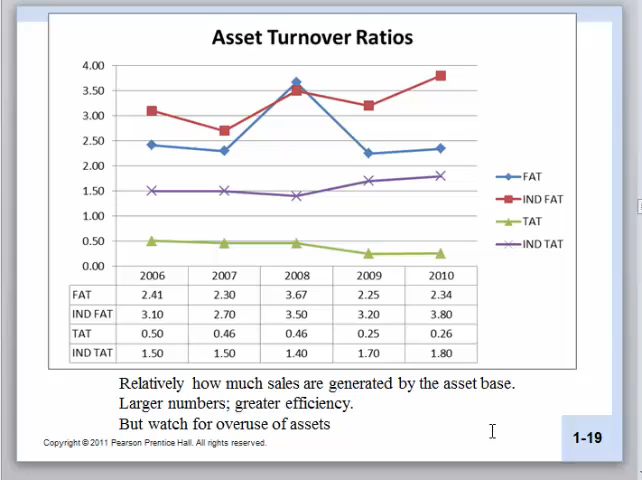 Asset Turnover Ratios
4.00
3.50
3.00
2.50
2.00
1.50
1.00
0.50
0.00
FAT
IND FAT
TAT
IND TAT
2006 2007 2008 2009 2010
FAT 2.41 2.30 3.67 2.25 2.34
IND FAT 3.10 2.70 3.50 3.20 3.80
TAT 0.50 0.46 0.46 0.25 0.26
IND TAT 1.50 1.50 1.40 1.70 1.80
Relatively how much sales are generated by the asset base.
Larger numbers; greater efficiency.
But watch for overuse of assets
Copyright © 2011 Pearson Prentice Hall. All rights reserved.
1-19